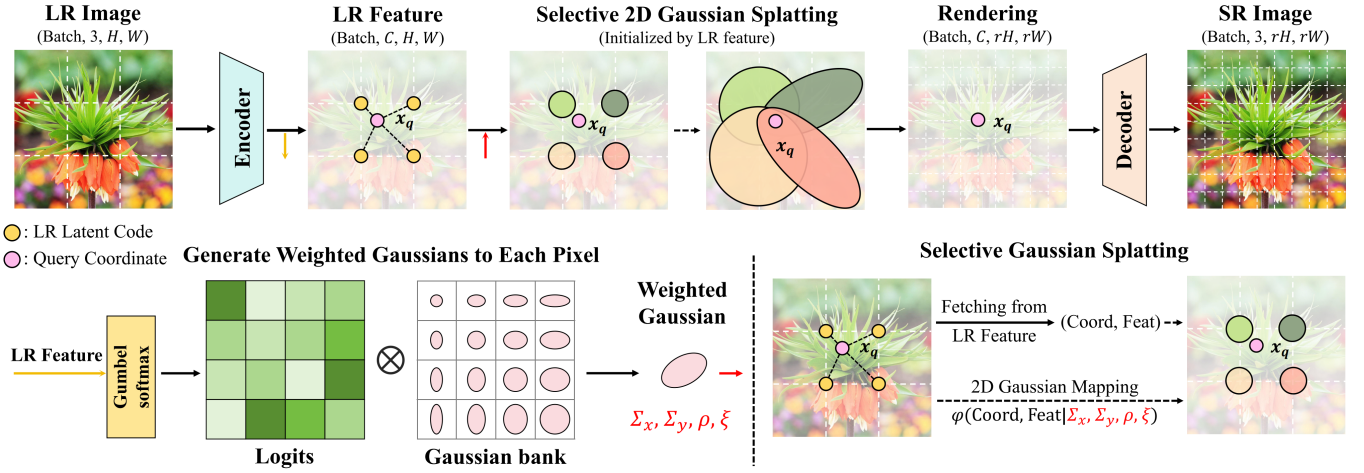 LR Image
(Batch, 3, H, W)
LR Feature
(Batch, C, H, W)
Selective 2D Gaussian Splatting
(Initialized by LR feature)
Rendering
(Batch, C, rH, rW)
SR Image
(Batch, 3, rH, rW)
Encoder
x_q
x_q
x_q
x_q
Decoder
: LR Latent Code
: Query Coordinate
Generate Weighted Gaussians to Each Pixel
LR Feature
Gumbel
softmax
⊗
Logits
Gaussian bank
Weighted
Gaussian
Σ_x, Σ_y, ρ, ξ
Selective Gaussian Splatting
x_q
Fetching from
LR Feature
(Coord, Feat)
2D Gaussian Mapping
φ(Coord, Feat|Σ_x, Σ_y, ρ, ξ)
x_q